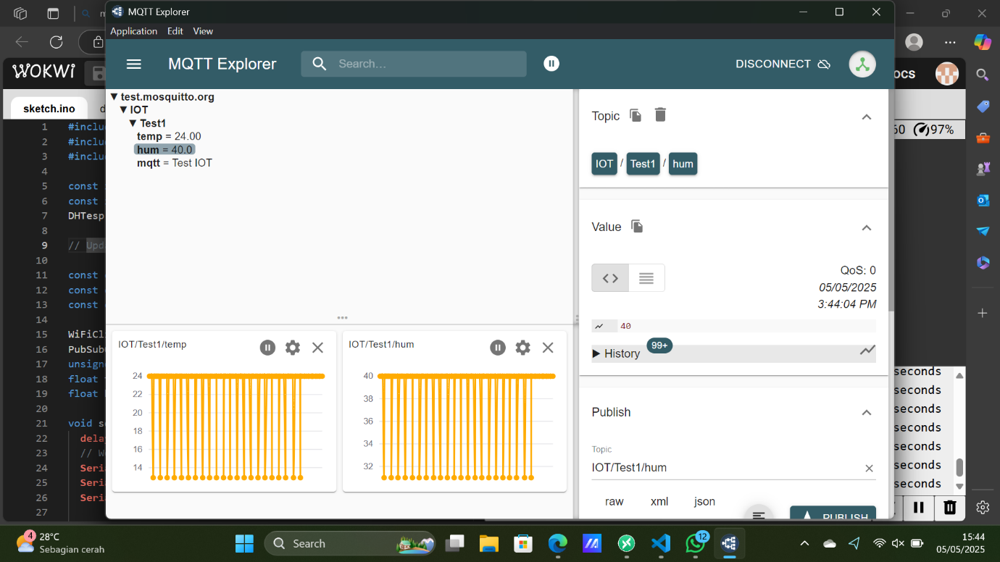 MQTT Explorer
Application Edit View
MQTT Explorer
Search...
DISCONNECT
WOKWI
ocs
sketch.ino
60 97%
1 #inclu
2 #inclu
3 #inclu
4
5 const
6 const
7 DHTesp
8
9 // Upd
10
11 const
12 const
13 const
14
15 WiFiCl
16 PubSub
17 unsign
18 float
19 float
20
21 void s
22 dela
23 // W
24 Seri
25 Seri
26 Seri
27
▼ test.mosquitto.org
▼ IOT
▼ Test1
temp = 24.00
hum = 40.0
mqtt = Test IOT
IOT/Test1/temp
24
22
20
18
16
14
IOT/Test1/hum
40
38
36
34
32
Topic
IOT / Test1 / hum
Value
QoS: 0
05/05/2025
3:44:04 PM
40
▶ History 99+
Publish
Topic
IOT/Test1/hum
raw xml json
PUBLISH
seconds
seconds
seconds
seconds
seconds
seconds
seconds
4
28°C
Sebagian cerah
Search
12
15:44
05/05/2025